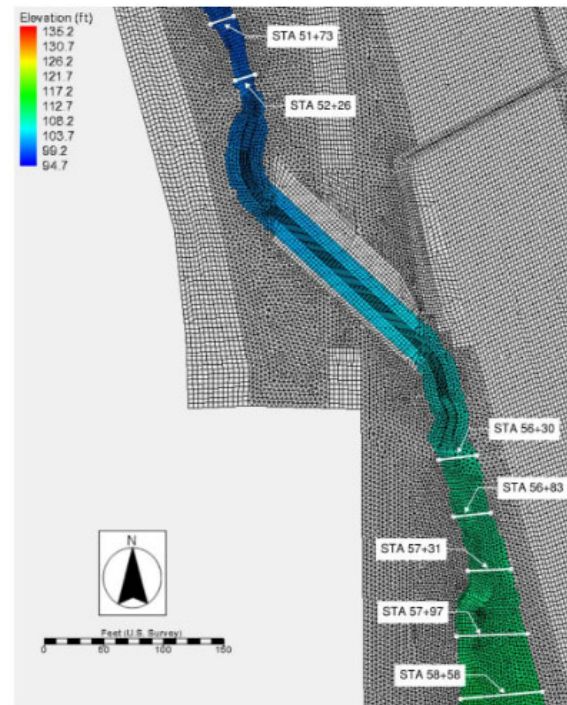 Elevation (ft)
135.2
130.7
126.2
121.7
117.2
112.7
108.2
103.7
99.2
94.7
STA 51+73
STA 52+26
STA 56+30
STA 56+83
STA 57+31
STA 57+97
STA 58+58
N
Feet (U.S. Survey)
0 50 100 150